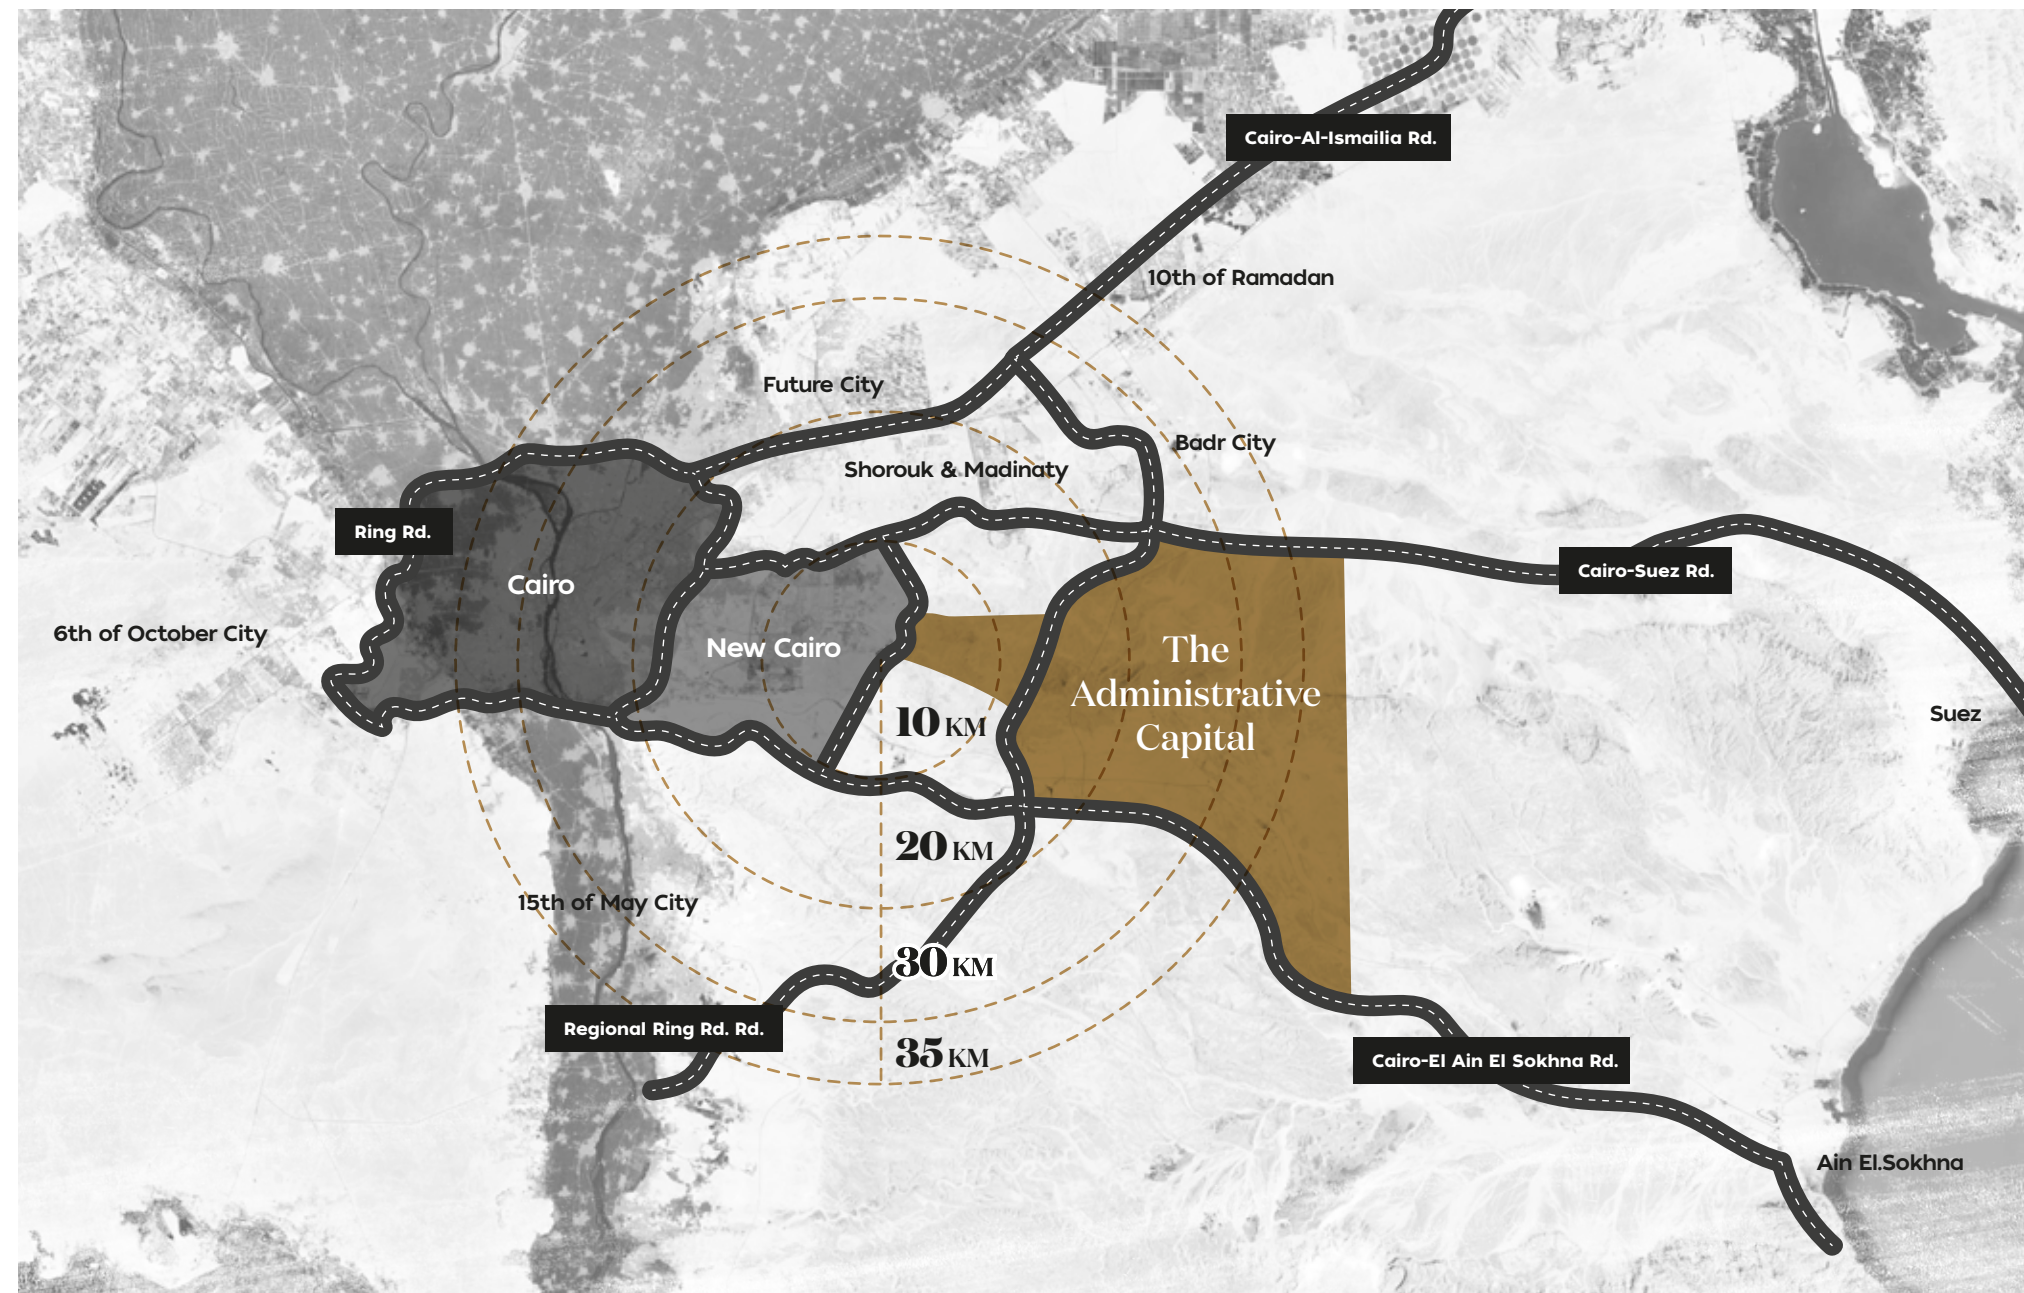 Cairo-Al-Ismailia Rd.
10th of Ramadan
Future City
Badr City
Shorouk & Madinaty
Ring Rd.
Cairo-Suez Rd.
Cairo
6th of October City
New Cairo
The
Administrative
Capital
Suez
10 KM
20 KM
15th of May City
30 KM
Regional Ring Rd. Rd.
35 KM
Cairo-El Ain El Sokhna Rd.
Ain El.Sokhna